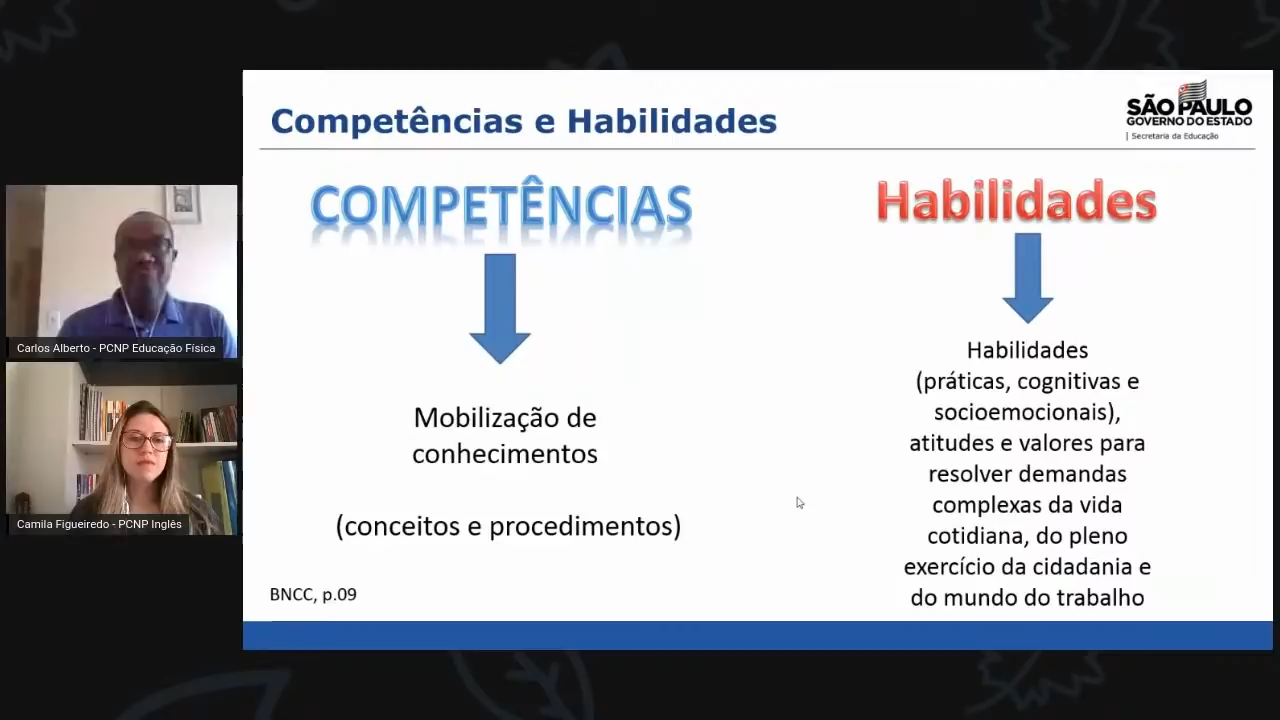 Competências e Habilidades
SÃO PAULO
GOVERNO DO ESTADO
Secretaria da Educação
COMPETÊNCIAS
Mobilização de
conhecimentos
(conceitos e procedimentos)
BNCC, p.09
Habilidades
Habilidades
(práticas, cognitivas e
socioemocionais),
atitudes e valores para
resolver demandas
complexas da vida
cotidiana, do pleno
exercício da cidadania e
do mundo do trabalho
Carlos Alberto - PCNP Educação Física
Camila Figueiredo - PCNP Inglês